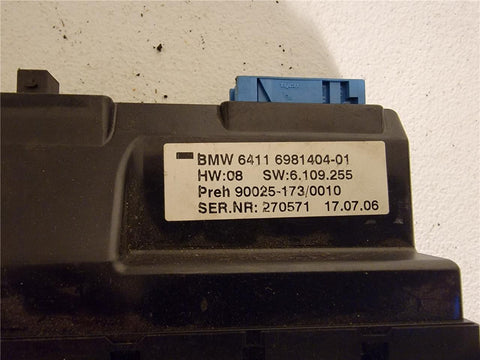 tyco
BMW 6411 6981404-01
HW:08 SW:6.109.255
Preh 90025-173/0010
SER.NR: 270571 17.07.06